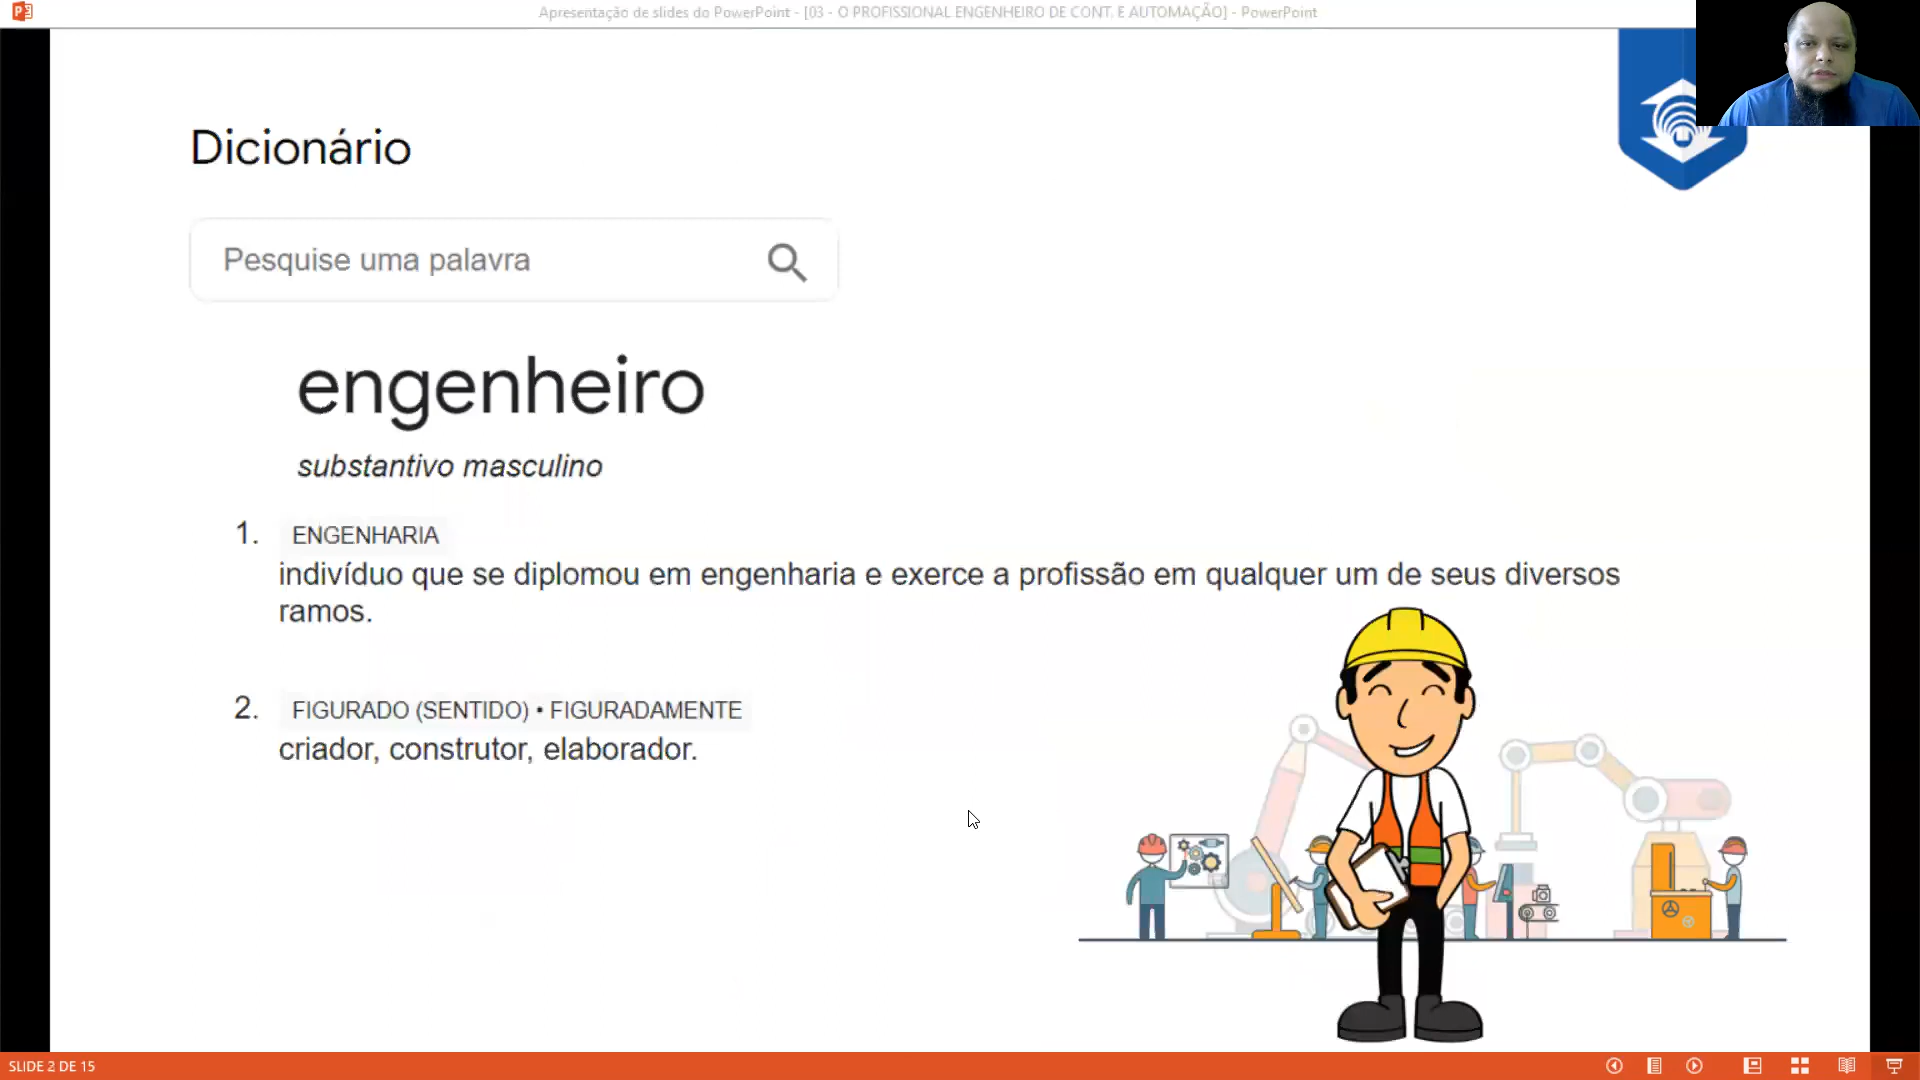 Apresentação de slides do PowerPoint - [03 - O PROFISSIONAL ENGENHEIRO DE CONT. E AUTOMAÇÃO] - PowerPoint
Dicionário
Pesquise uma palavra
engenheiro
substantivo masculino
1. ENGENHARIA
indivíduo que se diplomou em engenharia e exerce a profissão em qualquer um de seus diversos
ramos.
2. FIGURADO (SENTIDO) • FIGURADAMENTE
criador, construtor, elaborador.
SLIDE 2 DE 15